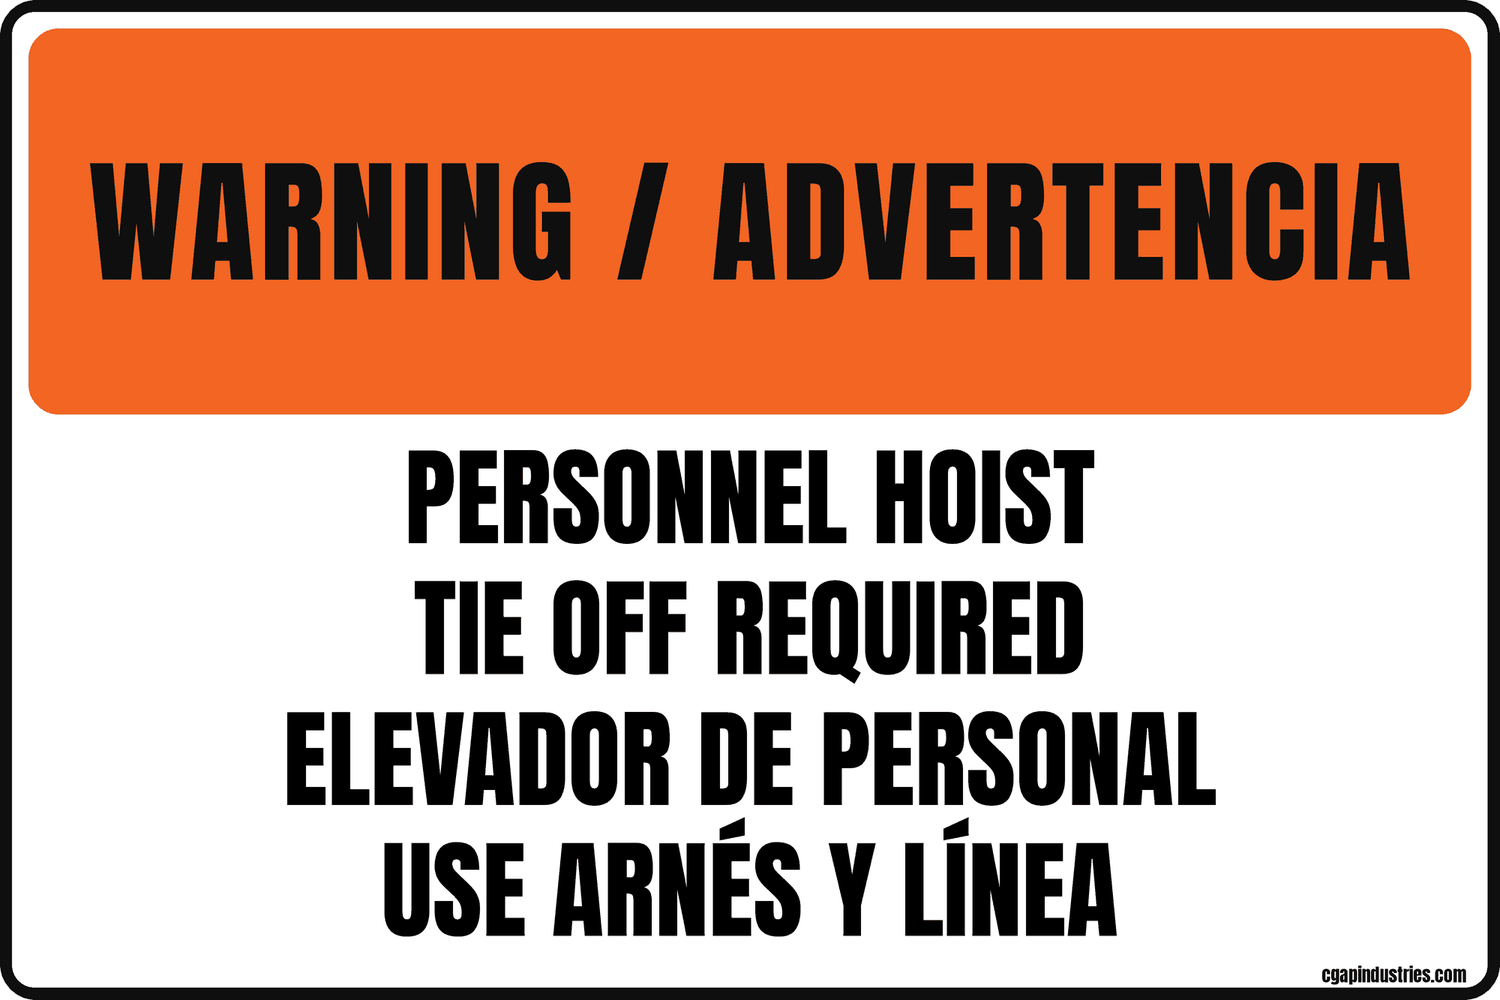 WARNING / ADVERTENCIA
PERSONNEL HOIST
TIE OFF REQUIRED
ELEVADOR DE PERSONAL
USE ARNÉS Y LÍNEA
cgapindustries.com